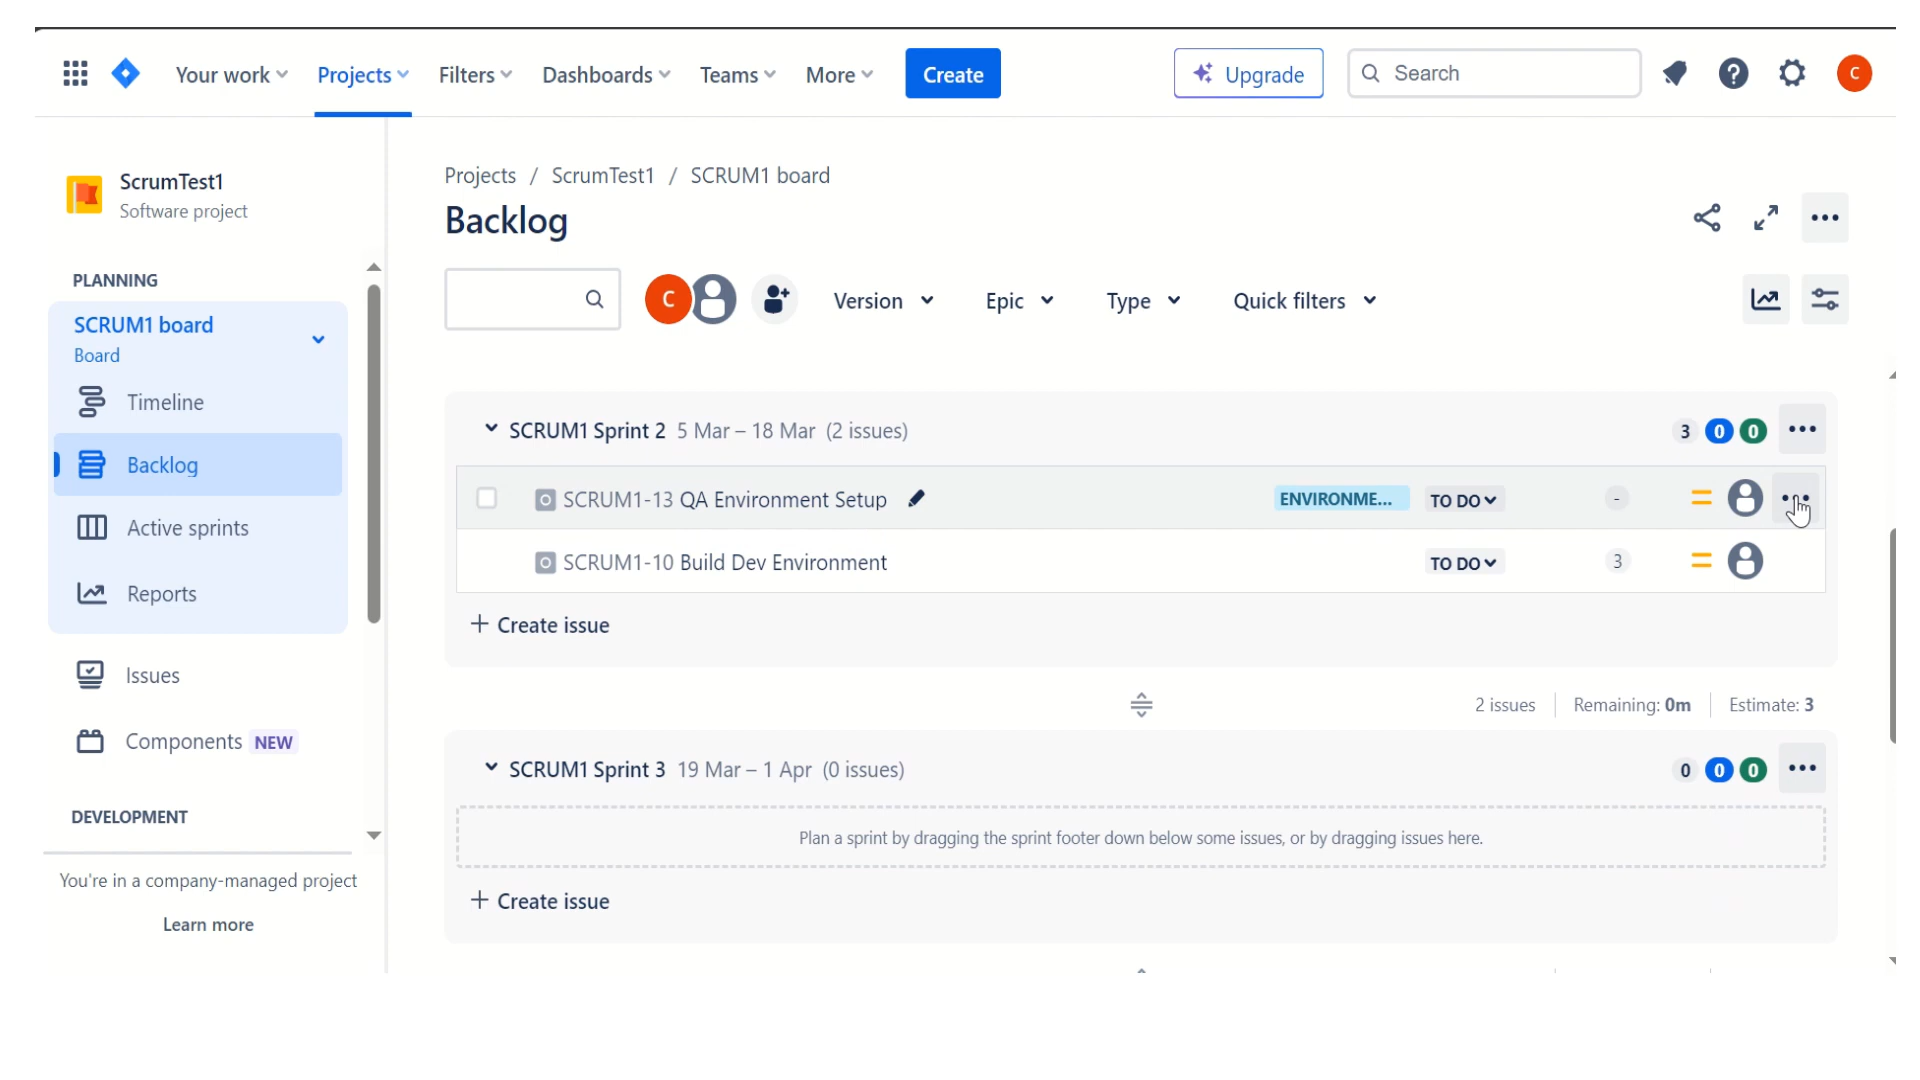 Your work Projects Filters Dashboards Teams More Create Upgrade Search C
ScrumTest1
Software project
PLANNING
SCRUM1 board
Board
Timeline
Backlog
Active sprints
Reports
Issues
Components NEW
DEVELOPMENT
You're in a company-managed project
Learn more
Projects / ScrumTest1 / SCRUM1 board
Backlog
C Version Epic Type Quick filters
SCRUM1 Sprint 2 5 Mar – 18 Mar (2 issues) 3 0 0
SCRUM1-13 QA Environment Setup ENVIRONME... TO DO -
SCRUM1-10 Build Dev Environment TO DO 3
+ Create issue
2 issues Remaining: 0m Estimate: 3
SCRUM1 Sprint 3 19 Mar – 1 Apr (0 issues) 0 0 0
Plan a sprint by dragging the sprint footer down below some issues, or by dragging issues here.
+ Create issue